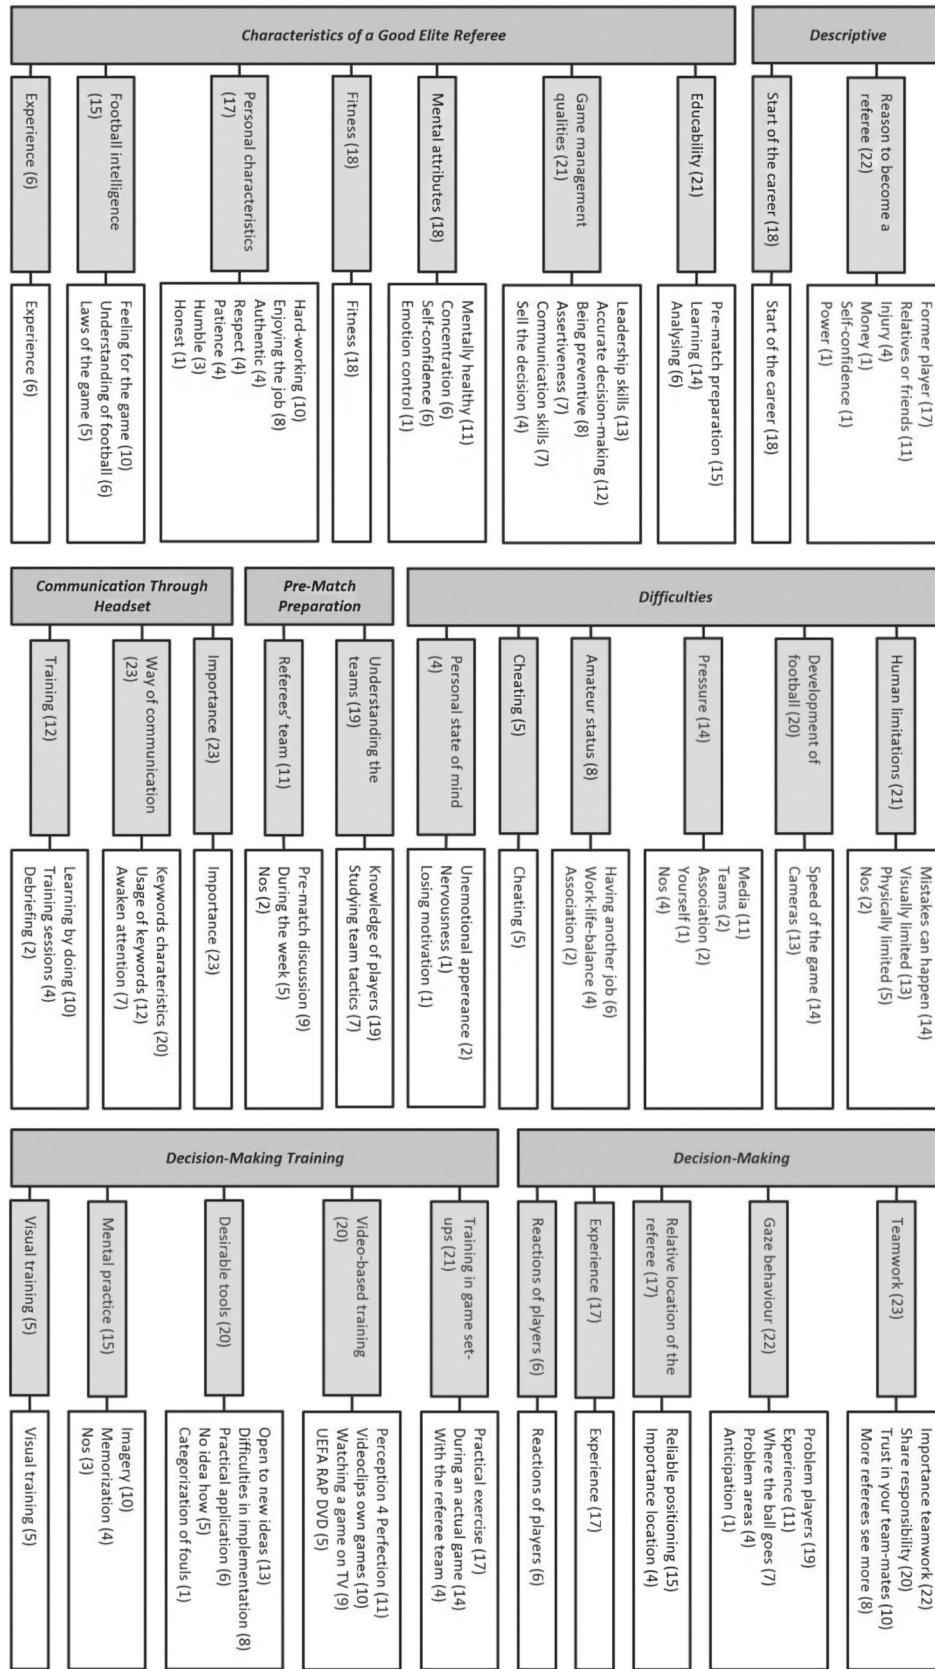 Descriptive
Reason to become a
referee (22)
Former player (17)
Relatives or friends (11)
Injury (4)
Money (1)
Self-confidence (1)
Power (1)
Start of the career (18)
Start of the career (18)
Characteristics of a Good Elite Referee
Educability (21)
Pre-match preparation (15)
Learning (14)
Analysing (6)
Game management
qualities (21)
Leadership skills (13)
Accurate decision-making (12)
Being preventive (8)
Assertiveness (7)
Communication skills (7)
Sell the decision (4)
Mental attributes (18)
Mentally healthy (11)
Concentration (6)
Self-confidence (6)
Emotion control (1)
Fitness (18)
Fitness (18)
Personal characteristics
(17)
Hard-working (10)
Enjoying the job (8)
Authentic (4)
Respect (4)
Patience (4)
Humble (3)
Honest (1)
Football intelligence
(15)
Feeling for the game (10)
Understanding of football (6)
Laws of the game (5)
Experience (6)
Experience (6)
Difficulties
Human limitations (21)
Mistakes can happen (14)
Visually limited (13)
Physically limited (5)
Nos (2)
Development of
football (20)
Speed of the game (14)
Cameras (13)
Pressure (14)
Media (11)
Teams (2)
Association (2)
Yourself (1)
Nos (4)
Amateur status (8)
Having another job (6)
Work-life-balance (4)
Association (2)
Cheating (5)
Cheating (5)
Personal state of mind
(4)
Unemotional appereance (2)
Nervousness (1)
Losing motivation (1)
Pre-Match
Preparation
Understanding the
teams (19)
Knowledge of players (19)
Studying team tactics (7)
Referees' team (11)
Pre-match discussion (9)
During the week (5)
Nos (2)
Communication Through
Headset
Importance (23)
Importance (23)
Way of communication
(23)
Keywords charateristics (20)
Usage of keywords (12)
Awaken attention (7)
Training (12)
Learning by doing (10)
Training sessions (4)
Debriefing (2)
Decision-Making
Teamwork (23)
Importance teamwork (22)
Share responsibility (20)
Trust in your team-mates (10)
More referees see more (8)
Gaze behaviour (22)
Problem players (19)
Experience (11)
Where the ball goes (7)
Problem areas (4)
Anticipation (1)
Relative location of the
referee (17)
Reliable positioning (15)
Importance location (4)
Experience (17)
Experience (17)
Reactions of players (6)
Reactions of players (6)
Decision-Making Training
Training in game set-
ups (21)
Practical exercise (17)
During an actual game (14)
With the referee team (4)
Video-based training
(20)
Perception 4 Perfection (11)
Videoclips own games (10)
Watching a game on TV (9)
UEFA RAP DVD (5)
Desirable tools (20)
Open to new ideas (13)
Difficulties in implementation (8)
Practical application (6)
No idea how (5)
Categorization of fouls (1)
Mental practice (15)
Imagery (10)
Memorization (4)
Nos (3)
Visual training (5)
Visual training (5)